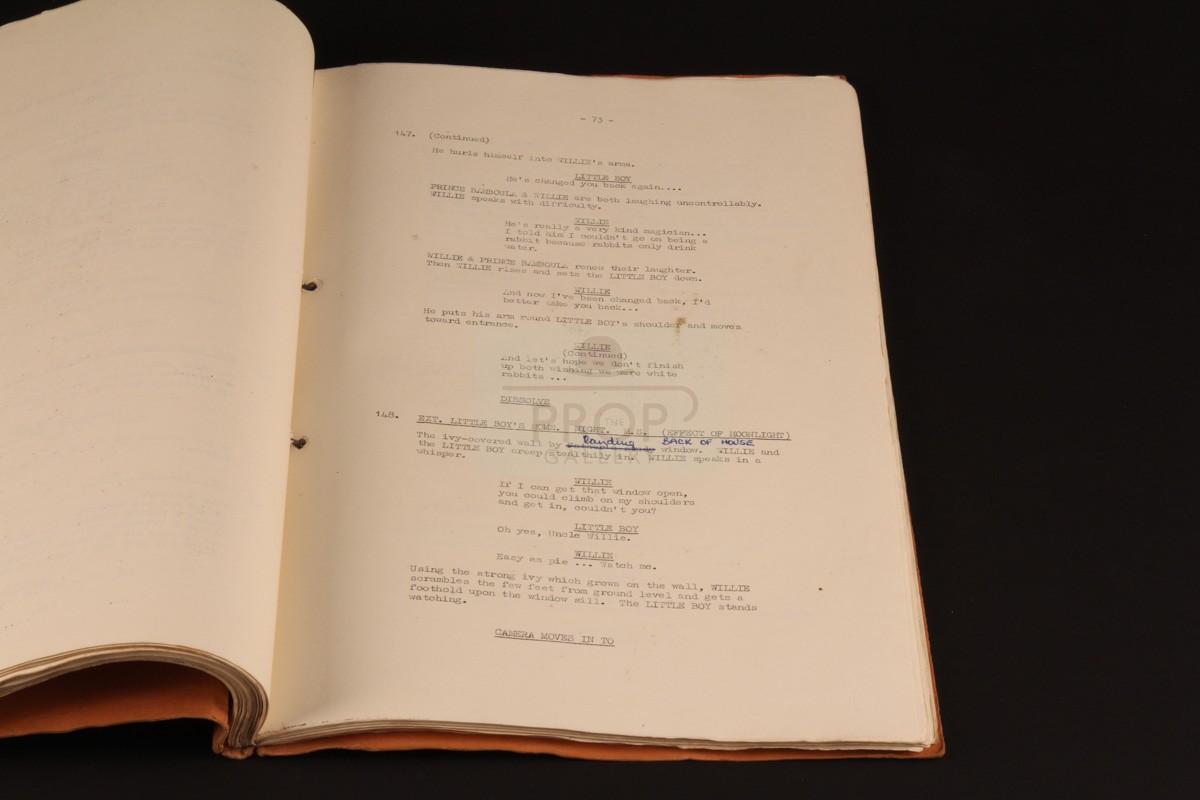 - 73 -
147. (Continued)
He hurls himself into WILLIE's arms.
LITTLE BOY
He's changed you back again....
PRINCE BAMBOULA & WILLIE are both laughing uncontrollably.
WILLIE speaks with difficulty.
WILLIE
He's really a very kind magician...
I told him I couldn't go on being a
rabbit because rabbits only drink
water.
WILLIE & PRINCE BAMBOULA renew their laughter.
Then WILLIE rises and sets the LITTLE BOY down.
WILLIE
And now I've been changed back, I'd
better take you back...
He puts his arm round LITTLE BOY's shoulder and moves
toward entrance.
WILLIE
(Continued)
And let's hope we don't finish
up both wishing we were white
rabbits ...
DISSOLVE
THE
PROP
GALLERY
148. EXT. LITTLE BOY'S HOME. NIGHT. M.S. (EFFECT OF MOONLIGHT)
landing BACK OF HOUSE
The ivy-covered wall by window. WILLIE and
the LITTLE BOY creep stealthily in. WILLIE speaks in a
whisper.
WILLIE
If I can get that window open,
you could climb on my shoulders
and get in, couldn't you?
LITTLE BOY
Oh yes, Uncle Willie.
WILLIE
Easy as pie ... Watch me.
Using the strong ivy which grows on the wall, WILLIE
scrambles the few feet from ground level and gets a
foothold upon the window sill. The LITTLE BOY stands
watching.
CAMERA MOVES IN TO